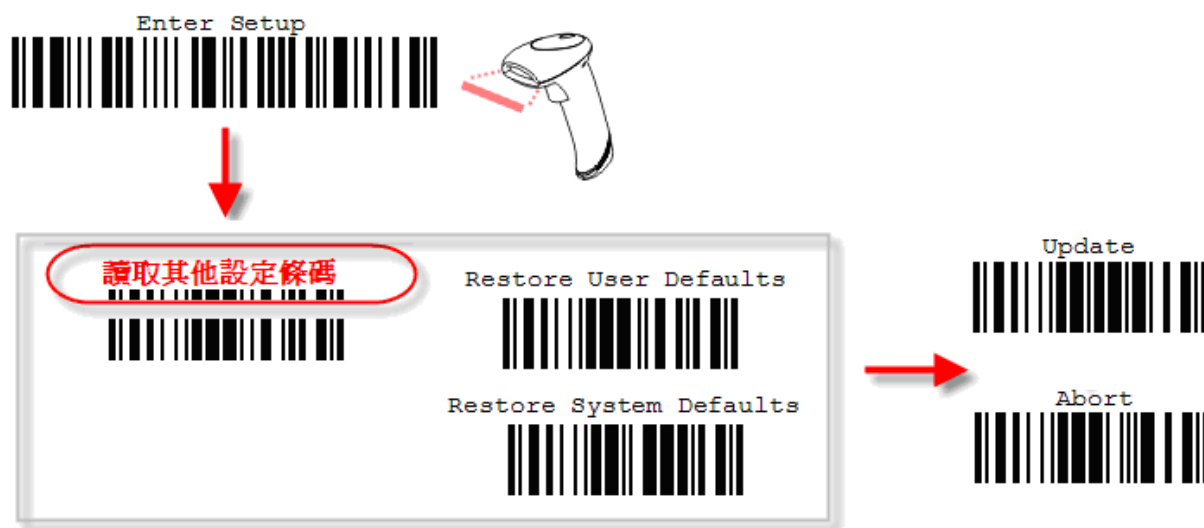 Enter Setup
讀取其他設定條碼
Restore User Defaults
Restore System Defaults
Update
Abort